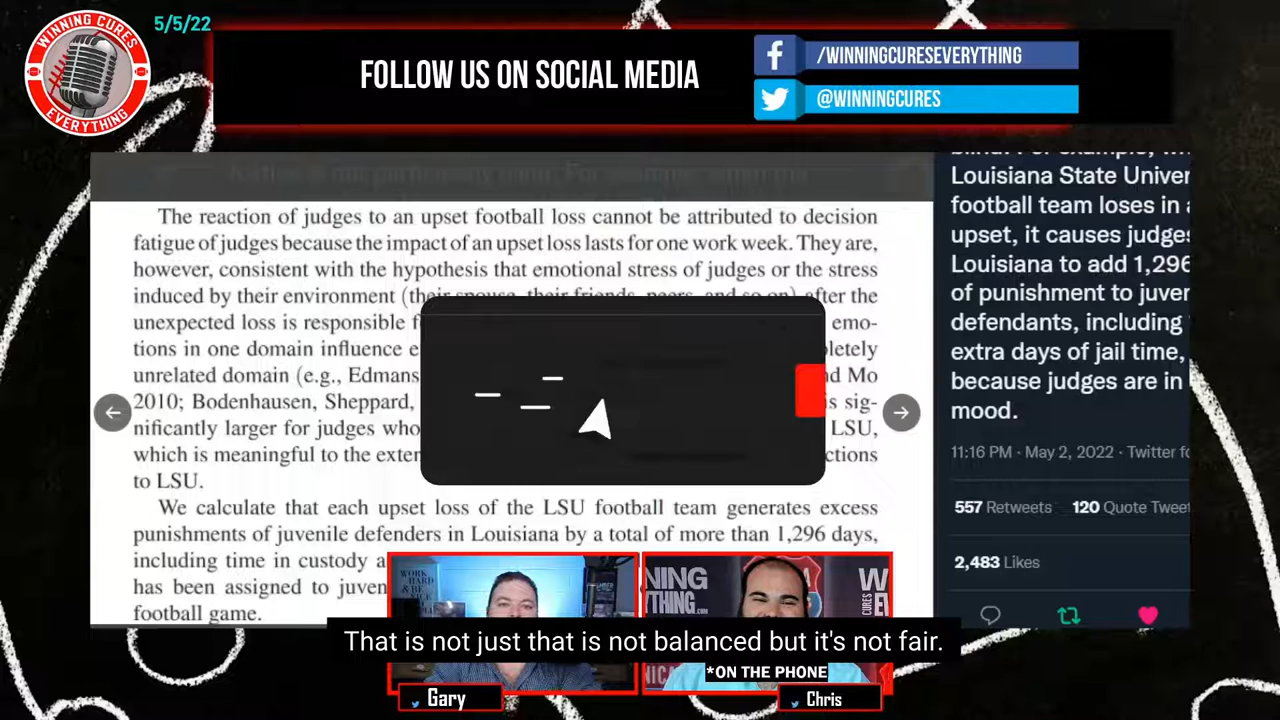 WINNING CURES
EVERYTHING
5/5/22
FOLLOW US ON SOCIAL MEDIA
/WINNINGCURESEVERYTHING
@WINNINGCURES
The reaction of judges to an upset football loss cannot be attributed to decision
fatigue of judges because the impact of an upset loss lasts for one work week. They are,
however, consistent with the hypothesis that emotional stress of judges or the stress
induced by their environment (their spouse, their friends, peers, and so on) after the
unexpected loss is responsible emo-
tions in one domain influence pletely
unrelated domain (e.g., Edmans Mo
2010; Bodenhausen, Sheppard, is sig-
nificantly larger for judges who LSU,
which is meaningful to the ctions
to LSU.
We calculate that each upset loss of the LSU football team generates excess
punishments of juvenile defenders in Louisiana by a total of more than 1,296 days,
including time in custody
has been assigned to
football game.
Louisiana State Univer
football team loses in
upset, it causes judges
Louisiana to add 1,296
of punishment to juver
defendants, including
extra days of jail time,
because judges are in
mood.
11:16 PM · May 2, 2022 · Twitter fo
557 Retweets 120 Quote Tweet
2,483 Likes
WORK
HARD
& BE
NING
YTHING
.COM
That is not just that is not balanced but it's not fair.
*ON THE PHONE
Gary
Chris